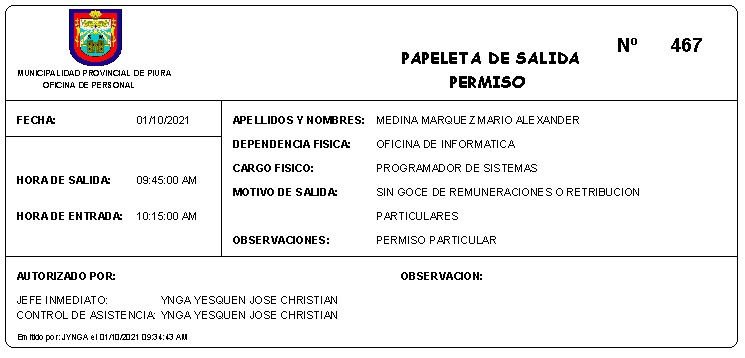 PAPELETA DE SALIDA Nº 467
PERMISO
MUNICIPALIDAD PROVINCIAL DE PIURA
OFICINA DE PERSONAL
FECHA: 01/10/2021
HORA DE SALIDA: 09:45:00 AM
HORA DE ENTRADA: 10:15:00 AM
APELLIDOS Y NOMBRES: MEDINA MARQUEZ MARIO ALEXANDER
DEPENDENCIA FISICA: OFICINA DE INFORMATICA
CARGO FISICO: PROGRAMADOR DE SISTEMAS
MOTIVO DE SALIDA: SIN GOCE DE REMUNERACIONES O RETRIBUCION
PARTICULARES
OBSERVACIONES: PERMISO PARTICULAR
AUTORIZADO POR: OBSERVACION:
JEFE INMEDIATO: YNGA YESQUEN JOSE CHRISTIAN
CONTROL DE ASISTENCIA: YNGA YESQUEN JOSE CHRISTIAN
Emitido por: JYNGA el 01/10/2021 09:34:43 AM